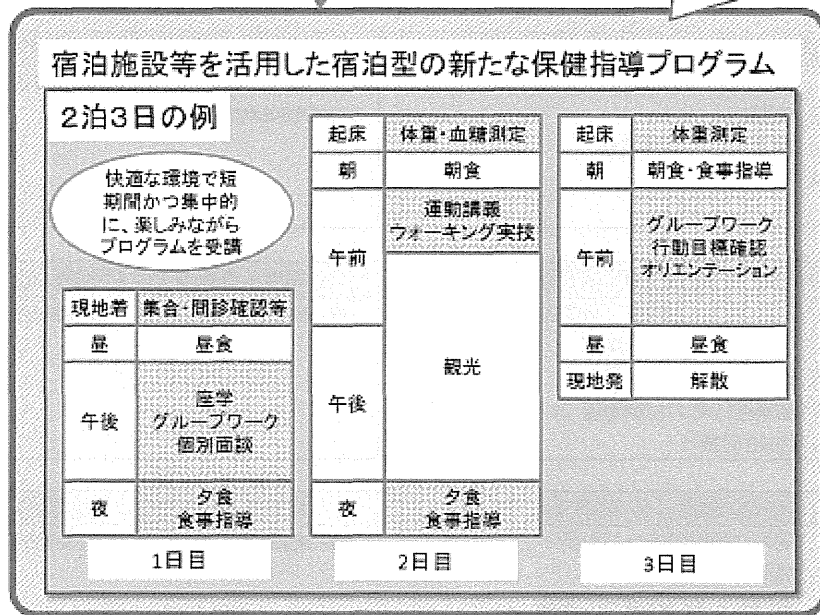 宿泊施設等を活用した宿泊型の新たな保健指導プログラム
2泊3日の例
快適な環境で短
期間かつ集中的
に、楽しみながら
プログラムを受講
現地着 集合・問診確認等
昼 昼食
午後
座学
グループワーク
個別面談
夜
夕食
食事指導
1日目
起床 体重・血糖測定
朝 朝食
午前
運動講義
ウォーキング実技
観光
午後
夜
夕食
食事指導
2日目
起床 体重測定
朝 朝食・食事指導
午前
グループワーク
行動目標確認
オリエンテーション
昼 昼食
現地発 解散
3日目